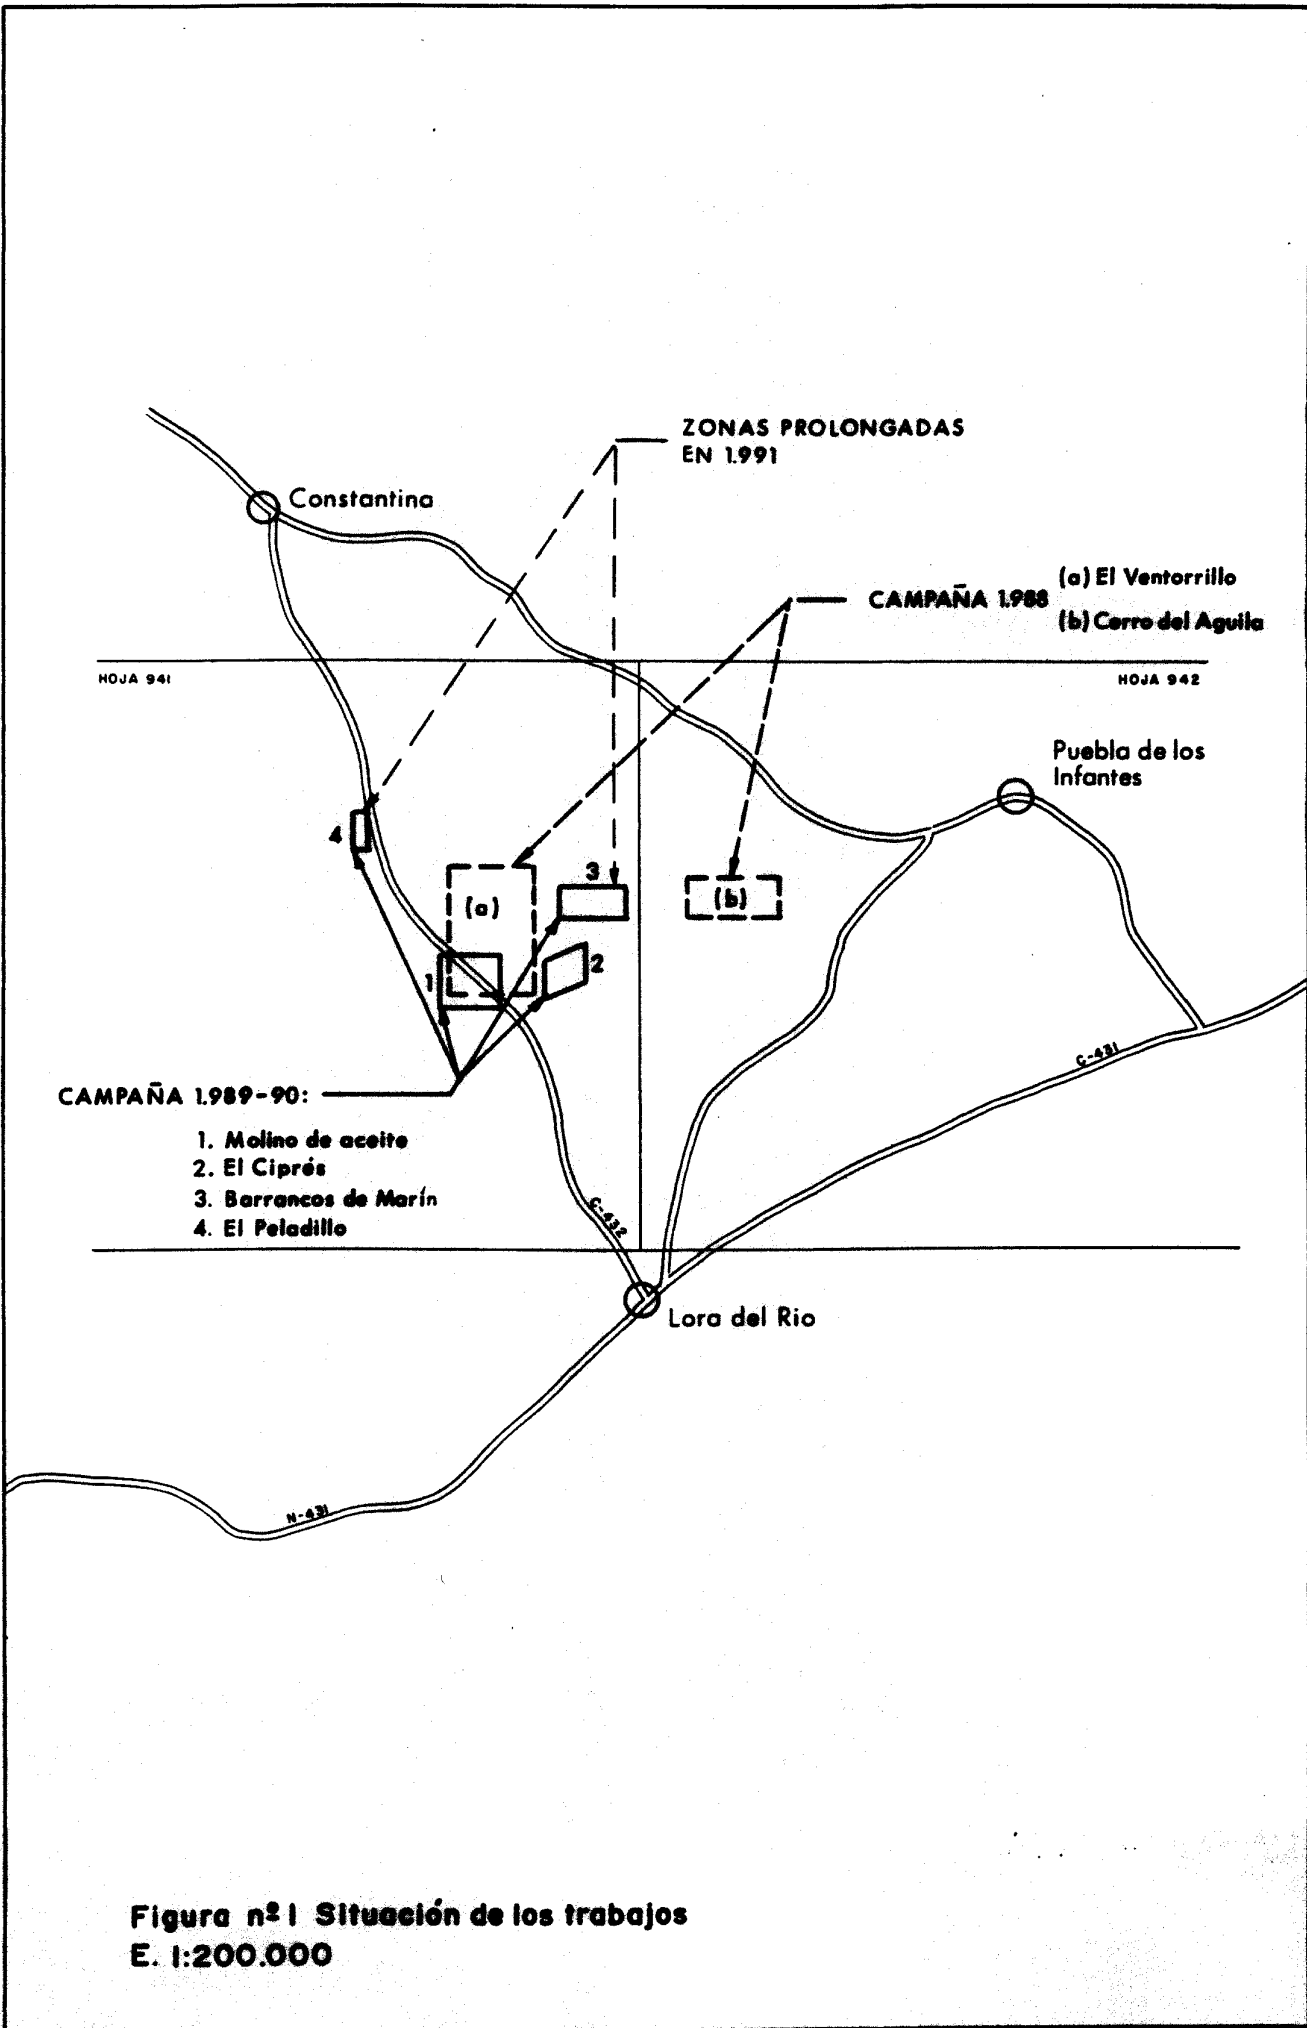 ZONAS PROLONGADAS
EN 1.991
Constantina
CAMPAÑA 1.988
(a) El Ventorrillo
(b) Cerro del Aguila
HOJA 941
HOJA 942
Puebla de los
Infantes
4
3
(a)
(b)
2
1
C-431
CAMPAÑA 1.989-90:
1. Molino de aceite
2. El Ciprés
3. Barrancos de Marín
4. El Peladillo
C-432
Lora del Rio
N-431
Figura nº 1 Situación de los trabajos
E. 1:200.000